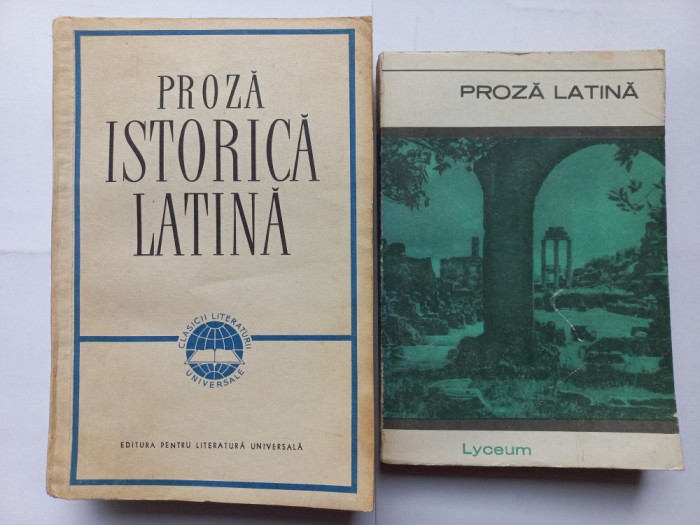 PROZĂ
ISTORICĂ
LATINĂ
CLASICII LITERATURII
UNIVERSALE
EDITURA PENTRU LITERATURĂ UNIVERSALĂ
PROZĂ LATINĂ
Lyceum